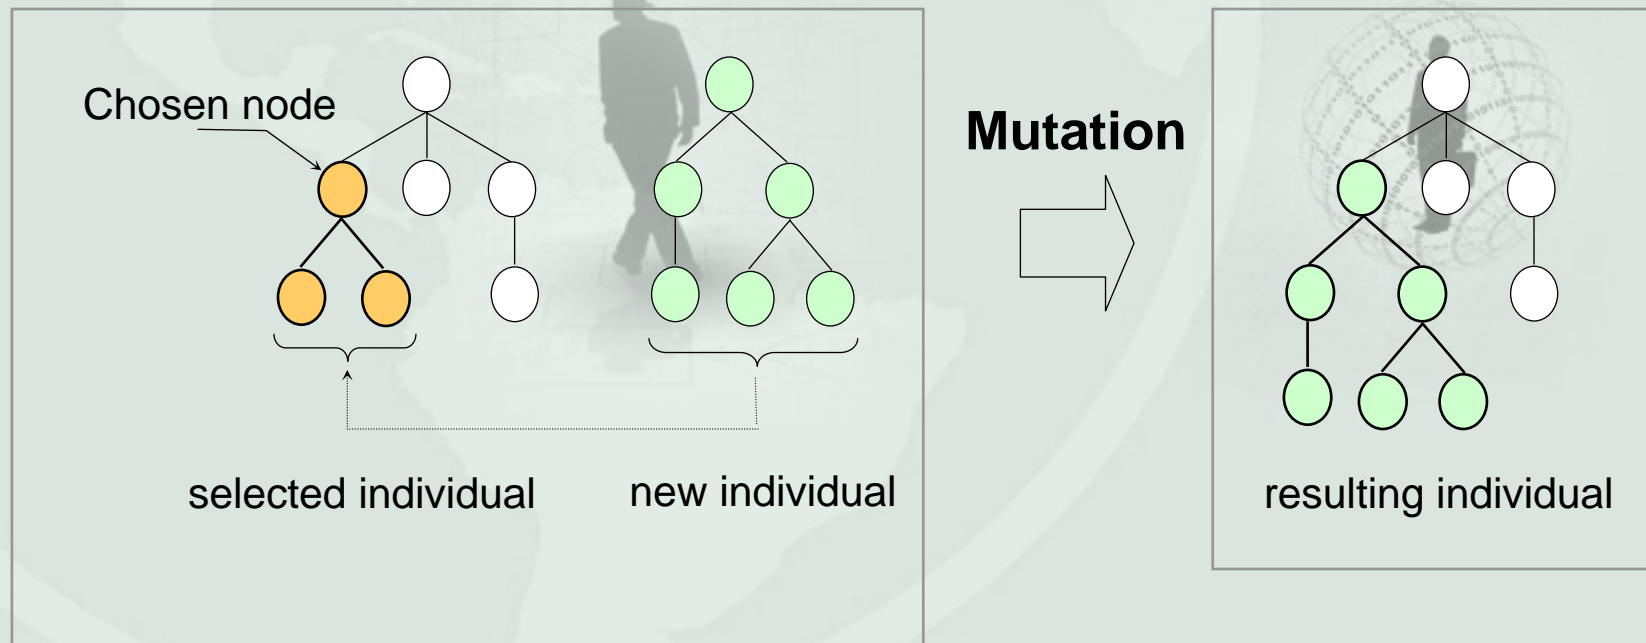 Chosen node
Mutation
selected individual
new individual
resulting individual